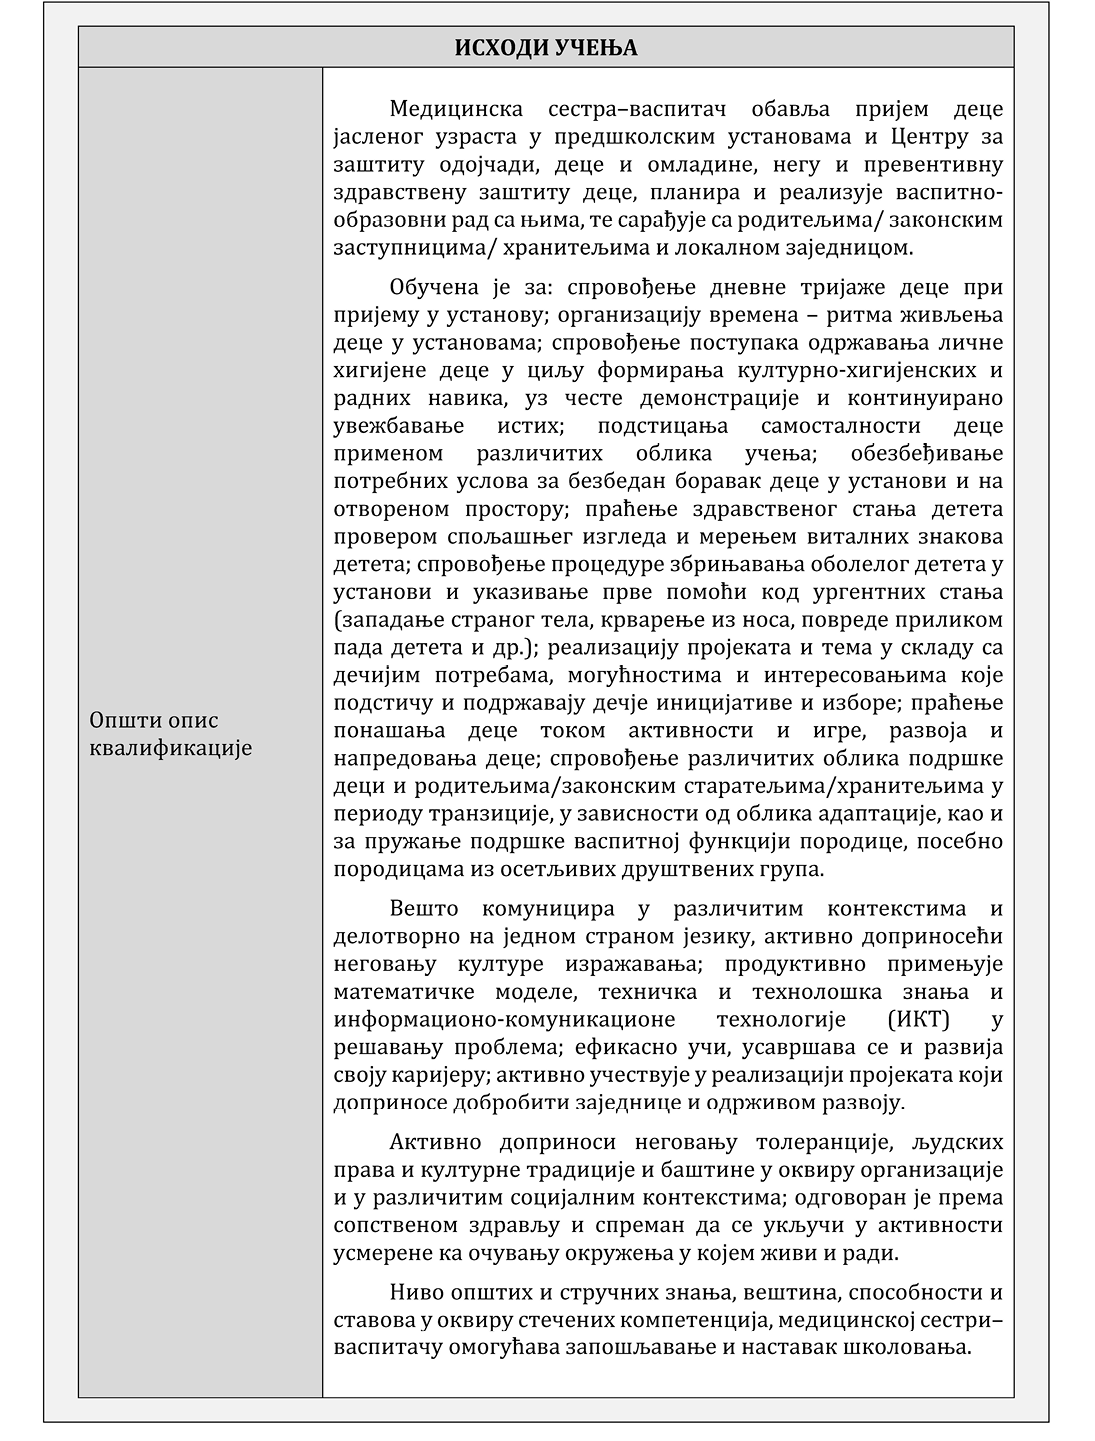 ИСХОДИ УЧЕЊА
Општи опис
квалификације
Медицинска сестра–васпитач обавља пријем деце
јасленог узраста у предшколским установама и Центру за
заштиту одојчади, деце и омладине, негу и превентивну
здравствену заштиту деце, планира и реализује васпитно-
образовни рад са њима, те сарађује са родитељима/ законским
заступницима/ хранитељима и локалном заједницом.
Обучена је за: спровођење дневне тријаже деце при
пријему у установу; организацију времена – ритма живљења
деце у установама; спровођење поступака одржавања личне
хигијене деце у циљу формирања културно-хигијенских и
радних навика, уз честе демонстрације и континуирано
увежбавање истих; подстицања самосталности деце
применом различитих облика учења; обезбеђивање
потребних услова за безбедан боравак деце у установи и на
отвореном простору; праћење здравственог стања детета
провером спољашњег изгледа и мерењем виталних знакова
детета; спровођење процедуре збрињавања оболелог детета у
установи и указивање прве помоћи код ургентних стања
(западање страног тела, крварење из носа, повреде приликом
пада детета и др.); реализацију пројеката и тема у складу са
дечијим потребама, могућностима и интересовањима које
подстичу и подржавају дечје иницијативе и изборе; праћење
понашања деце током активности и игре, развоја и
напредовања деце; спровођење различитих облика подршке
деци и родитељима/законским старатељима/хранитељима у
периоду транзиције, у зависности од облика адаптације, као и
за пружање подршке васпитној функцији породице, посебно
породицама из осетљивих друштвених група.
Вешто комуницира у различитим контекстима и
делотворно на једном страном језику, активно доприносећи
неговању културе изражавања; продуктивно примењује
математичке моделе, техничка и технолошка знања и
информационо-комуникационе технологије (ИКТ) у
решавању проблема; ефикасно учи, усавршава се и развија
своју каријеру; активно учествује у реализацији пројеката који
доприносе добробити заједнице и одрживом развоју.
Активно доприноси неговању толеранције, људских
права и културне традиције и баштине у оквиру организације
и у различитим социјалним контекстима; одговоран је према
сопственом здрављу и спреман да се укључи у активности
усмерене ка очувању окружења у којем живи и ради.
Ниво општих и стручних знања, вештина, способности и
ставова у оквиру стечених компетенција, медицинској сестри–
васпитачу омогућава запошљавање и наставак школовања.